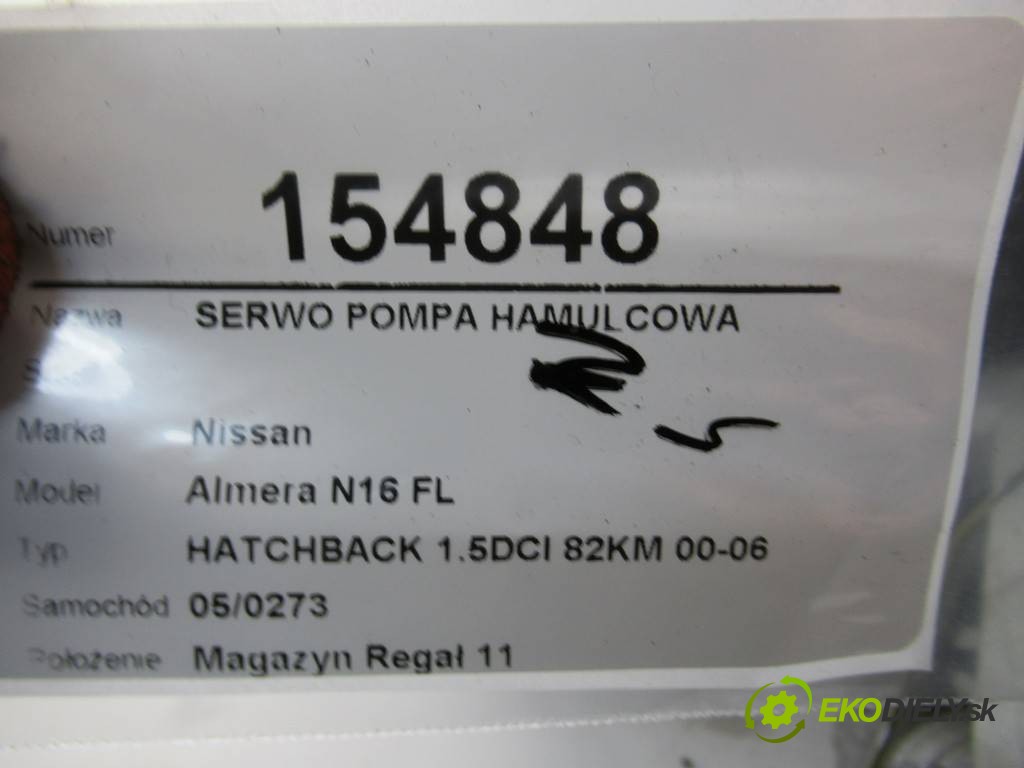 Numer 154848
Nazwa SERWO POMPA HAMULCOWA
Marka Nissan
Model Almera N16 FL
Typ HATCHBACK 1.5DCI 82KM 00-06
Samochód 05/0273
Położenie Magazyn Regał 11
EKODIELY.sk